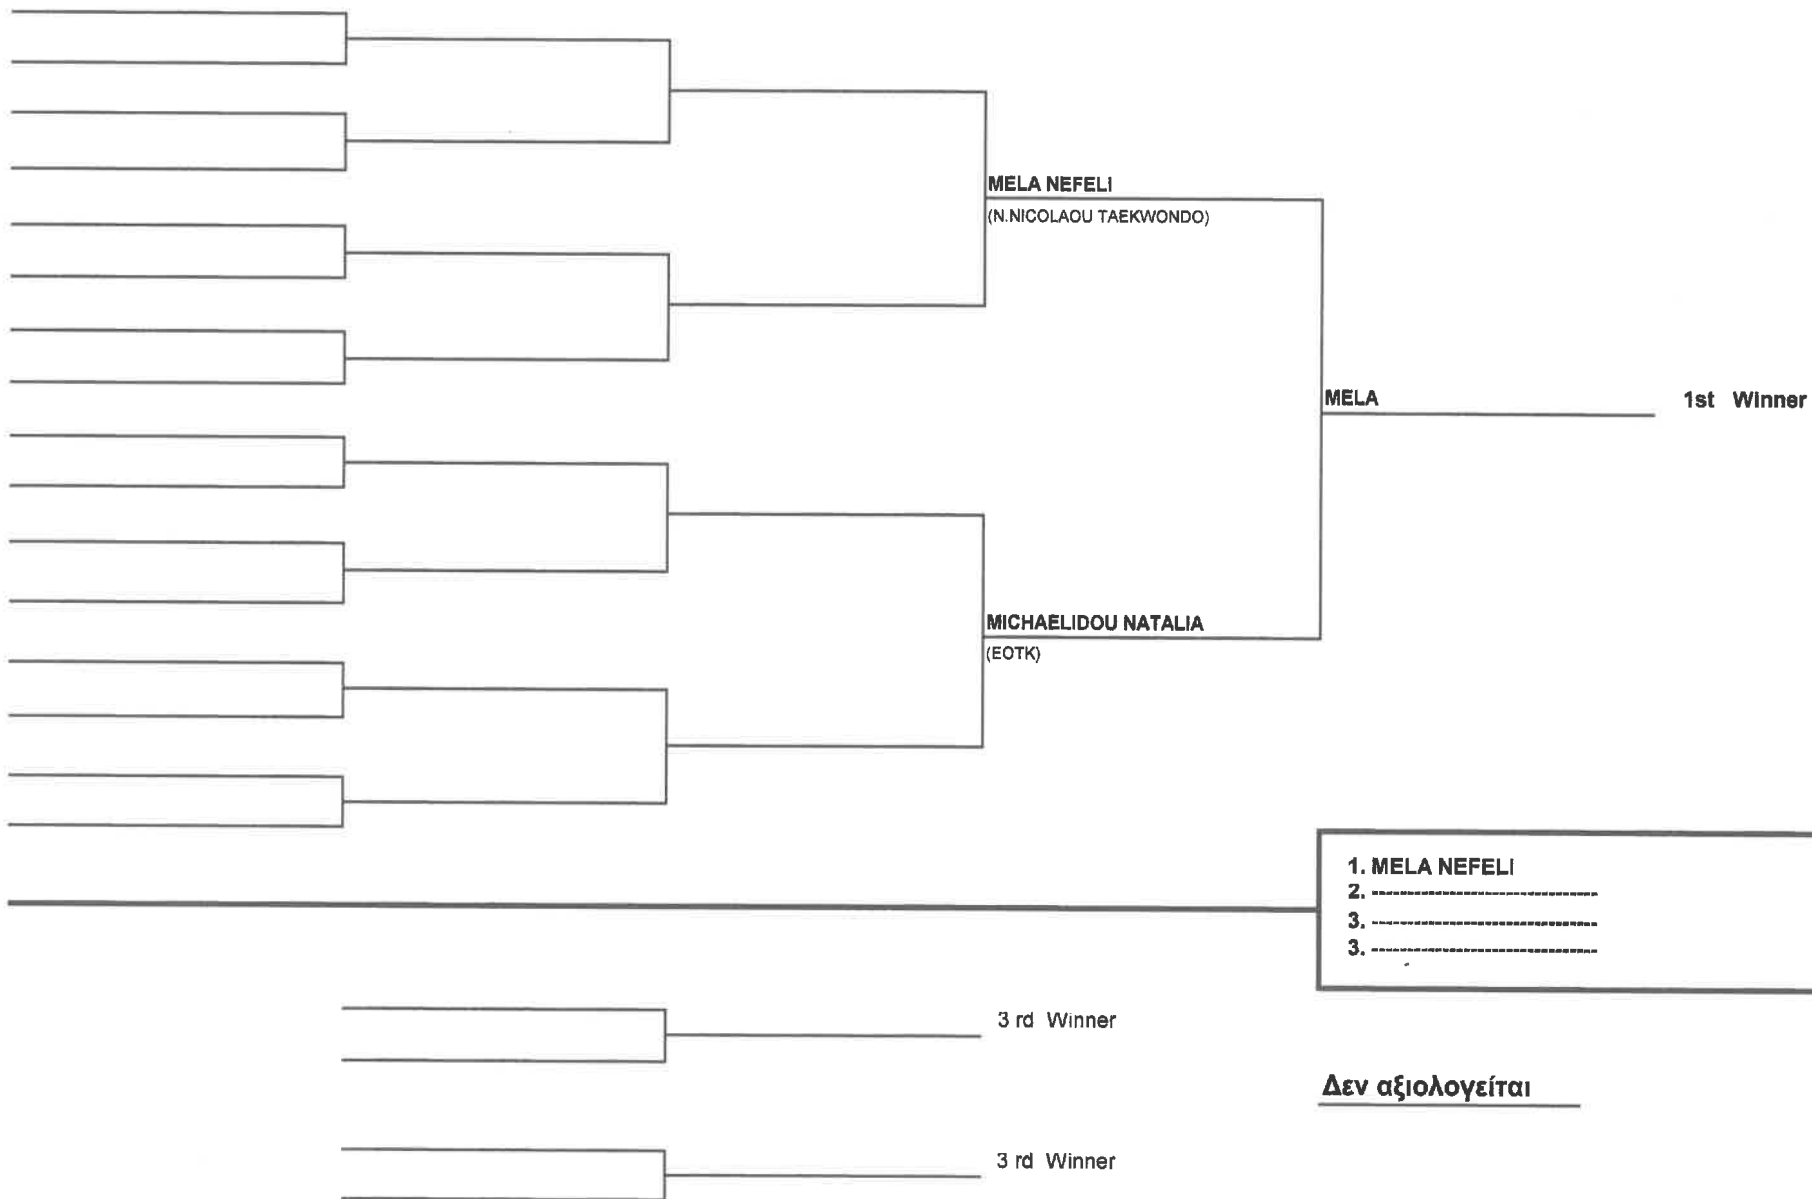 MELA NEFELI
(N.NICOLAOU TAEKWONDO)
MELA
1st Winner
MICHAELIDOU NATALIA
(EOTK)
1. MELA NEFELI
2. --------------------------------
3. --------------------------------
3. --------------------------------
3 rd Winner
Δεν αξιολογείται
3 rd Winner